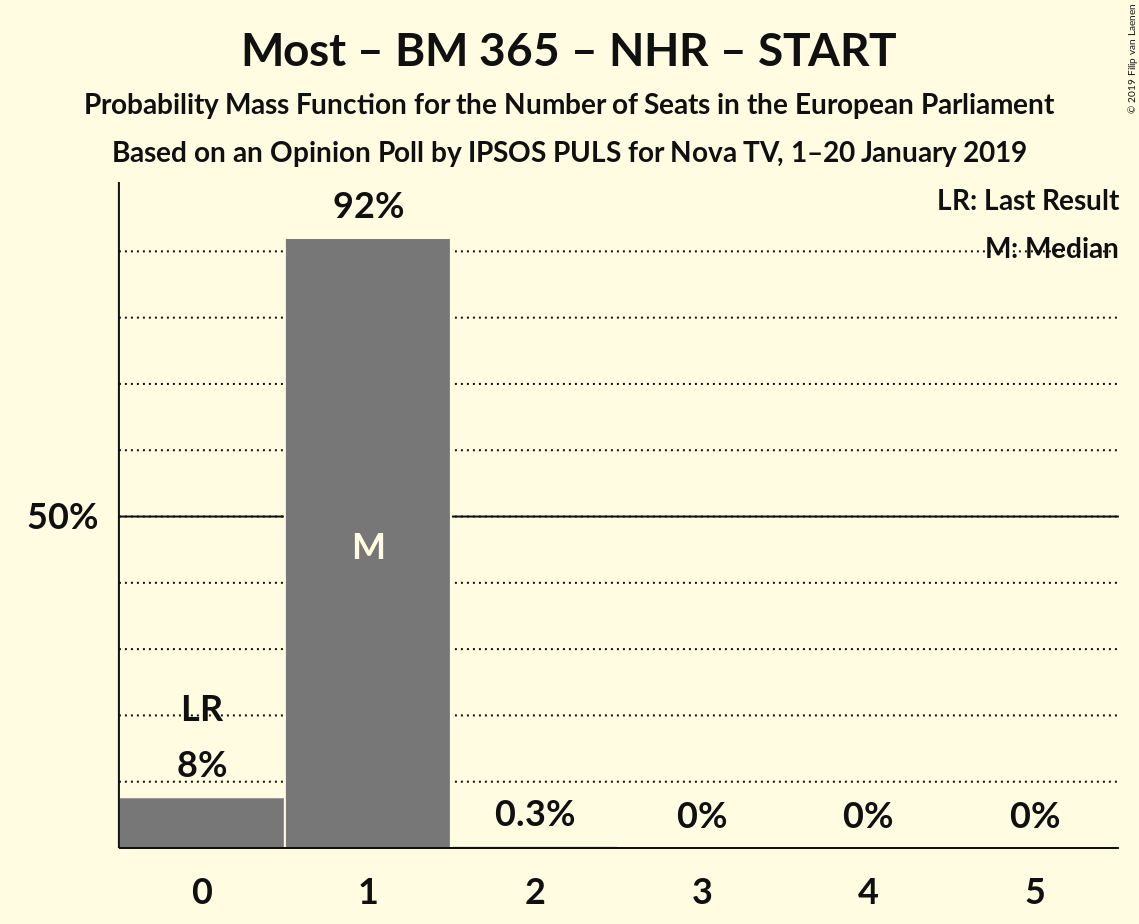 Most – BM 365 – NHR – START
Probability Mass Function for the Number of Seats in the European Parliament
Based on an Opinion Poll by IPSOS PULS for Nova TV, 1–20 January 2019
© 2019 Filip van Laenen
LR: Last Result
M: Median
92%
50%
M
LR
8%
0.3%
0%
0%
0%
0
1
2
3
4
5